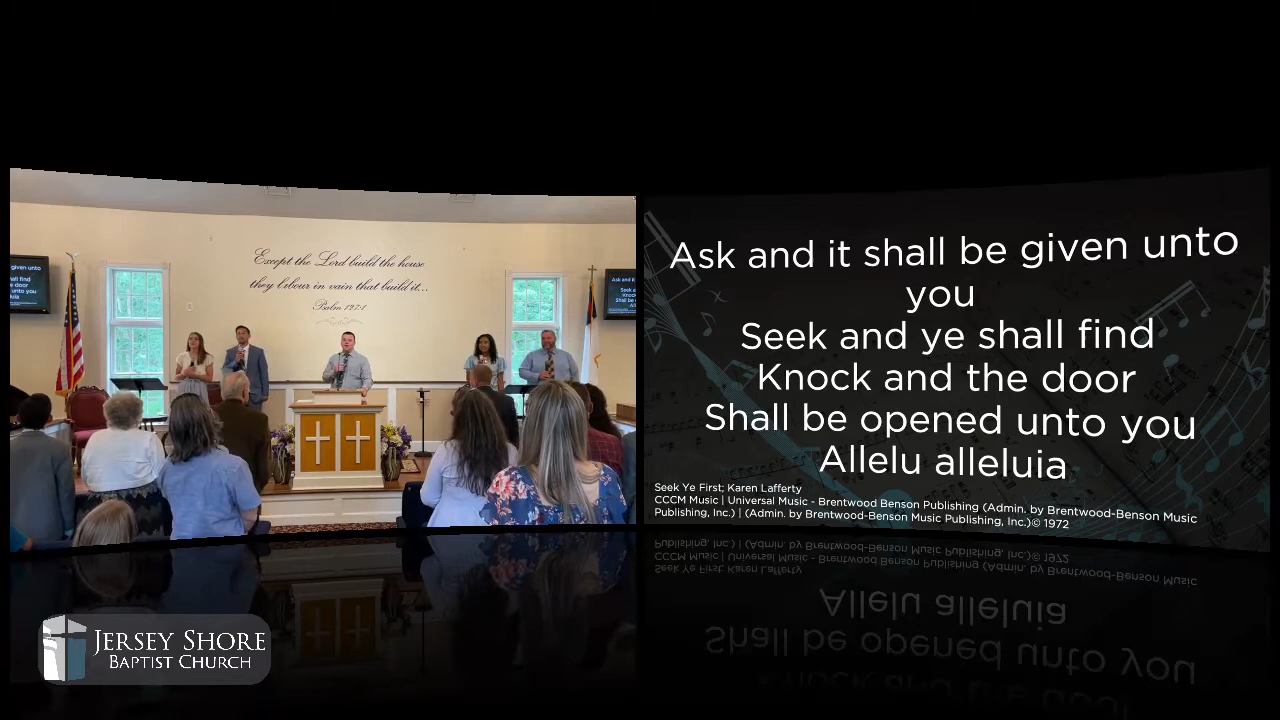 Except the Lord build the house
they labour in vain that build it...
Psalm 127:1
Ask and it shall be given unto
you
Seek and ye shall find
Knock and the door
Shall be opened unto you
Allelu alleluia
Seek Ye First; Karen Lafferty
CCCM Music | Universal Music - Brentwood Benson Publishing (Admin. by Brentwood-Benson Music
Publishing, Inc.) | (Admin. by Brentwood-Benson Music Publishing, Inc.)© 1972
JERSEY SHORE
BAPTIST CHURCH